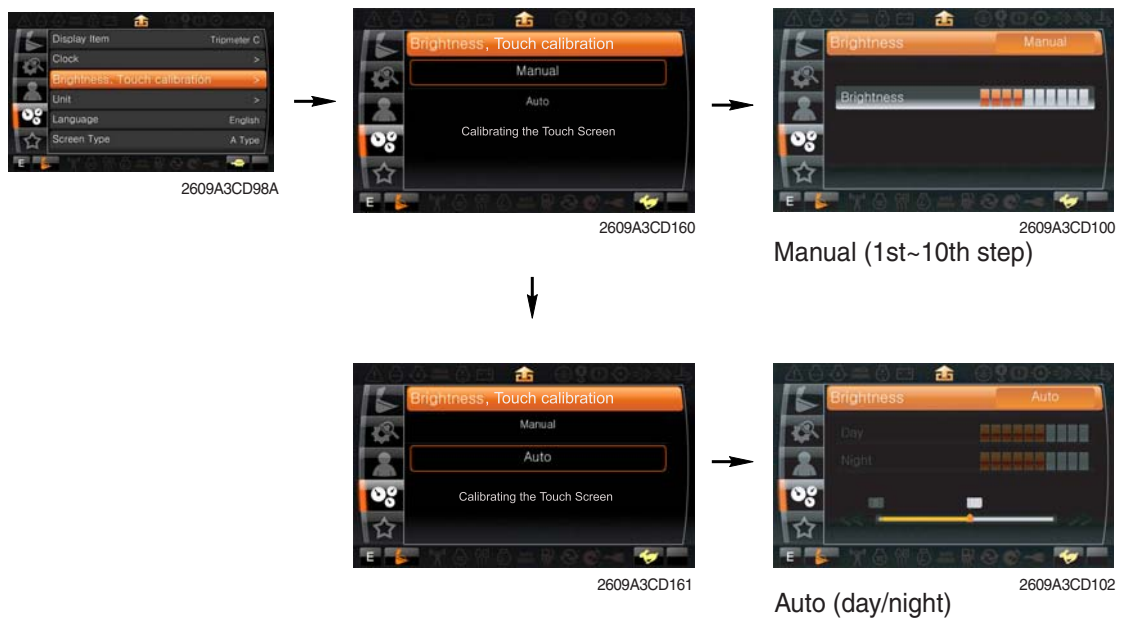 Display Item Tripmeter C
Clock >
Brightness, Touch calibration >
Unit >
Language English
Screen Type A Type
E
2609A3CD98A
Brightness, Touch calibration
Manual
Auto
Calibrating the Touch Screen
E
2609A3CD160
Brightness Manual
Brightness
E
2609A3CD100
Manual (1st~10th step)
Brightness, Touch calibration
Manual
Auto
Calibrating the Touch Screen
E
2609A3CD161
Brightness Auto
Day
Night
E
2609A3CD102
Auto (day/night)